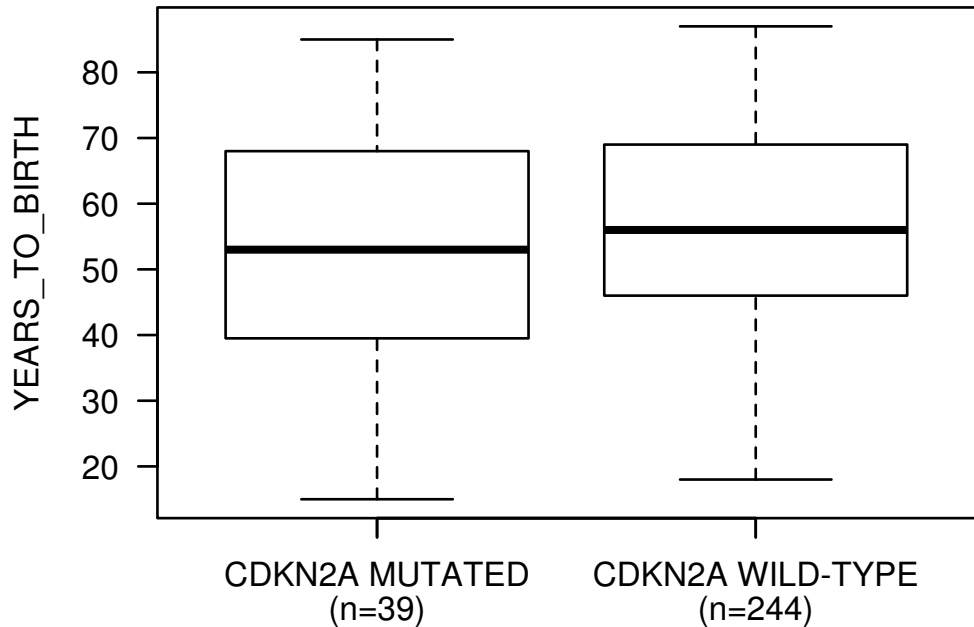 YEARS_TO_BIRTH
80
70
60
50
40
30
20
CDKN2A MUTATED
(n=39)
CDKN2A WILD-TYPE
(n=244)